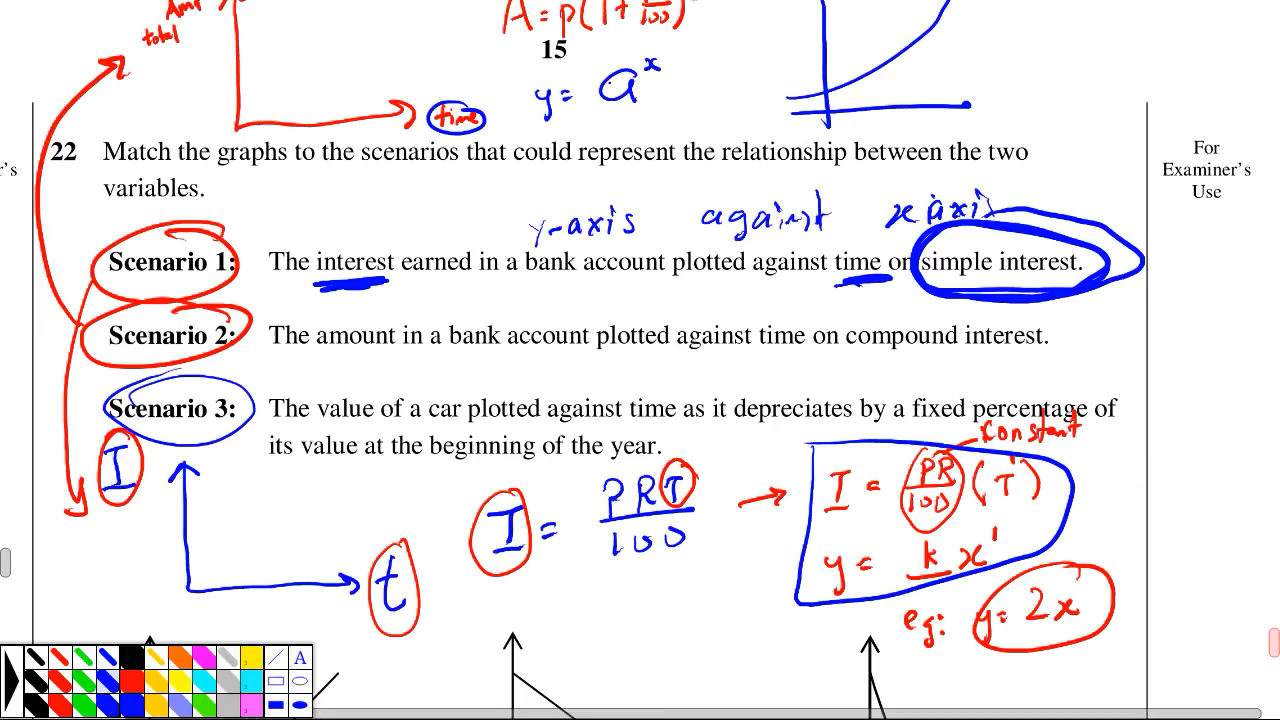 Amt
total
A = P(1 + r/100)
15
y = a^x
time
's
22 Match the graphs to the scenarios that could represent the relationship between the two
variables.
For
Examiner's
Use
y-axis against x axis
Scenario 1: The interest earned in a bank account plotted against time on simple interest.
Scenario 2: The amount in a bank account plotted against time on compound interest.
Scenario 3: The value of a car plotted against time as it depreciates by a fixed percentage of
its value at the beginning of the year.
constant
y I
I = PRT/100 → I = PR/100 (T')
t
y = k x'
eg: y = 2x
A